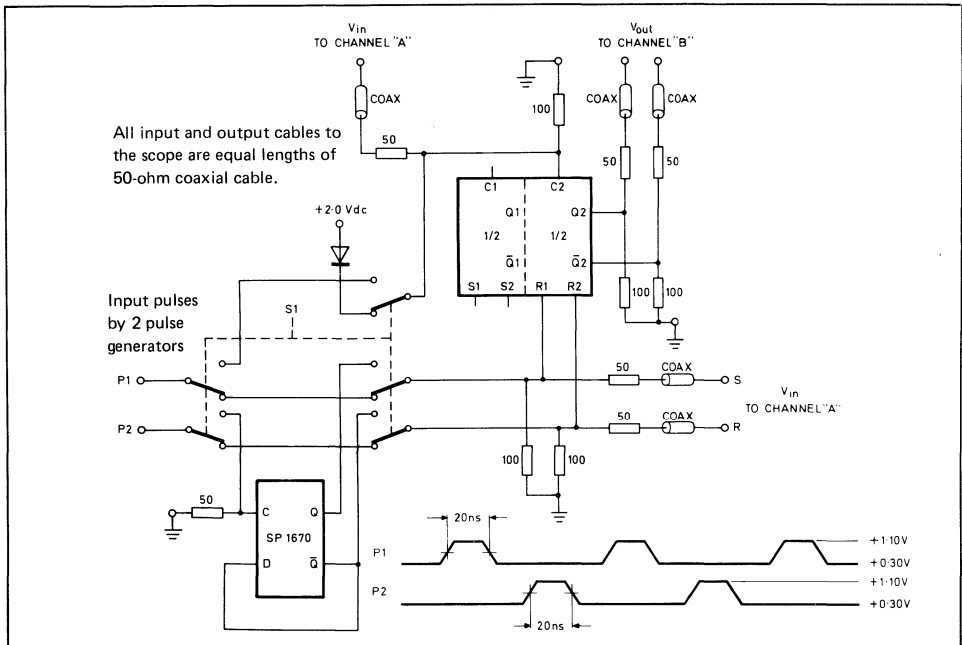 Vin
TO CHANNEL "A"
Vout
TO CHANNEL "B"
COAX
100
COAX
COAX
All input and output cables to
the scope are equal lengths of
50-ohm coaxial cable.
50
50
50
C1
C2
+2·0 Vdc
Q1
Q2
1/2
1/2
Q̅1
Q̅2
S1
S2
R1
R2
100
100
Input pulses
by 2 pulse
generators
S1
P1
50
COAX
S
Vin
TO CHANNEL "A"
P2
50
COAX
R
100
100
50
C
Q
SP 1670
D
Q̅
20ns
P1
+1·10V
+0·30V
P2
+1·10V
+0·30V
20ns